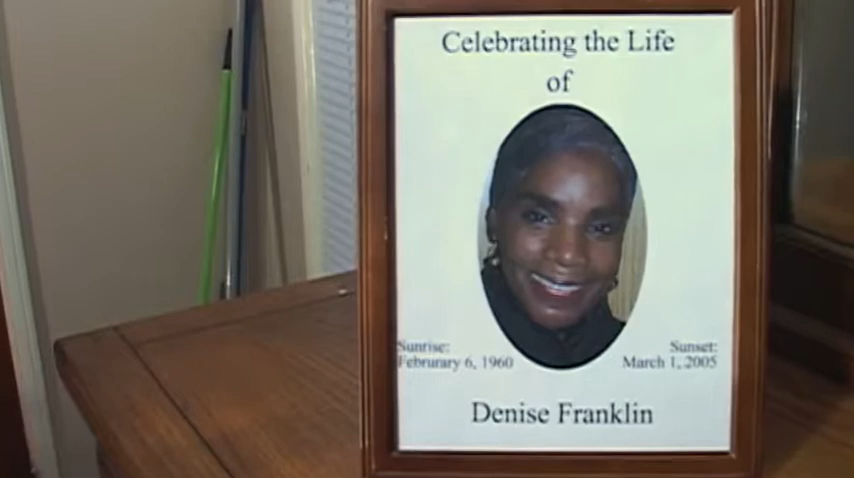 Celebrating the Life
of
Sunrise:
Februrary 6, 1960
Sunset:
March 1, 2005
Denise Franklin